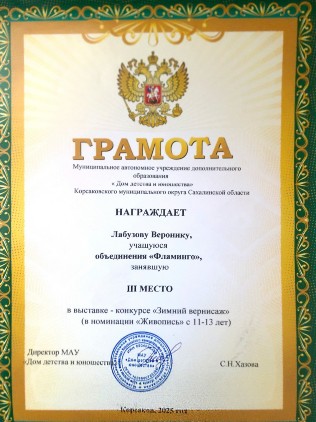 ГРАМОТА
Муниципальное автономное учреждение дополнительного
образования
« Дом детства и юношества»
Корсаковского муниципального округа Сахалинской области
НАГРАЖДАЕТ
Лабузову Веронику,
учащуюся
объединения «Фламинго»,
занявшую
III МЕСТО
в выставке - конкурсе «Зимний вернисаж»
(в номинации «Живопись» с 11-13 лет)
Директор МАУ
«Дом детства и юношества»
С.Н.Хазова
Корсаков, 2025 год